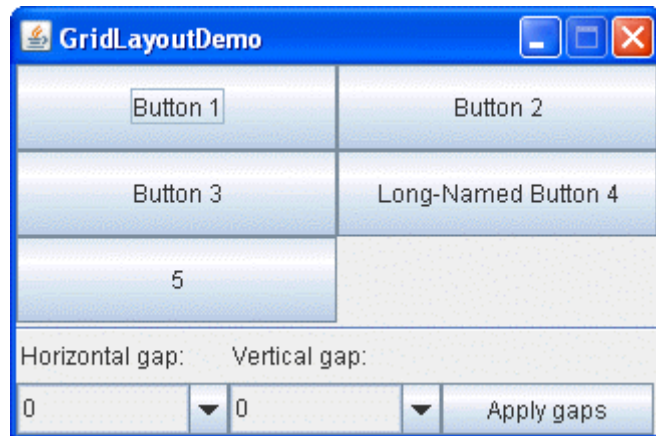 GridLayoutDemo
Button 1 Button 2
Button 3 Long-Named Button 4
5
Horizontal gap: Vertical gap:
0 0 Apply gaps